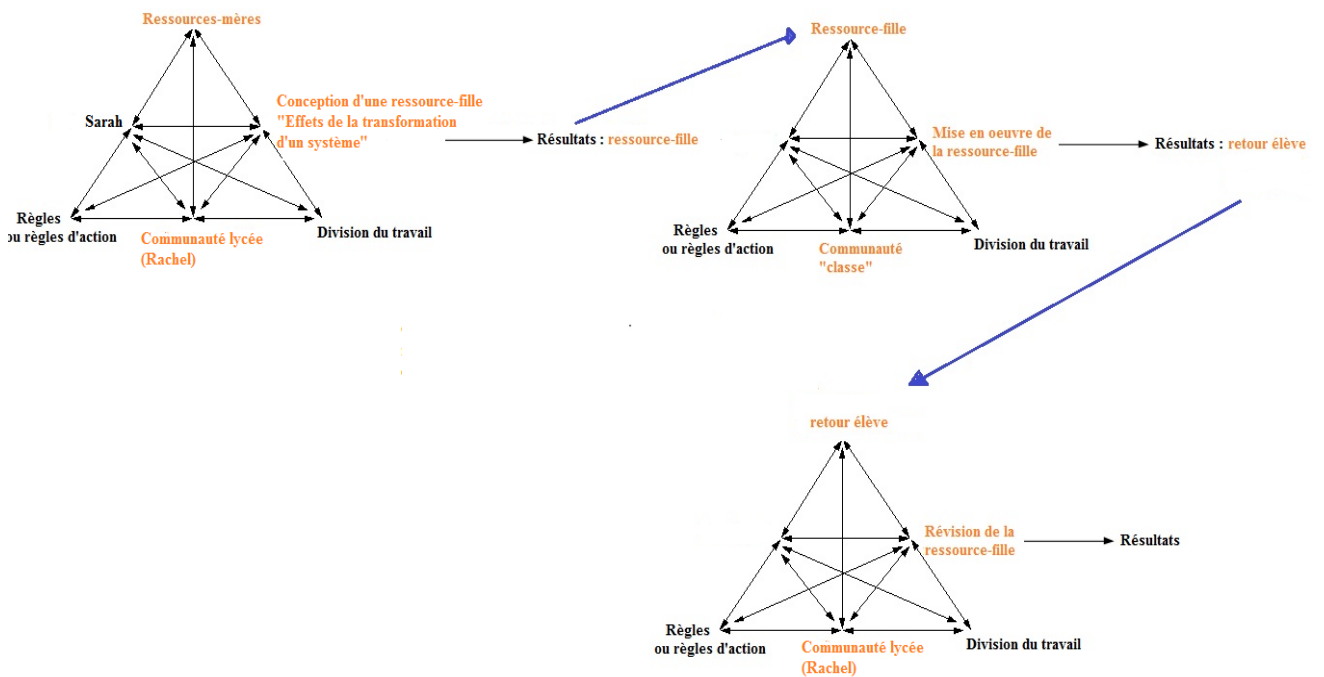 Ressources-mères
Conception d'une ressource-fille
"Effets de la transformation
d'un système"
Sarah
Résultats : ressource-fille
Règles
ou règles d'action
Communauté lycée
(Rachel)
Division du travail
Ressource-fille
Mise en oeuvre de
la ressource-fille
Résultats : retour élève
Règles
ou règles d'action
Communauté
"classe"
Division du travail
retour élève
Révision de la
ressource-fille
Résultats
Règles
ou règles d'action
Communauté lycée
(Rachel)
Division du travail